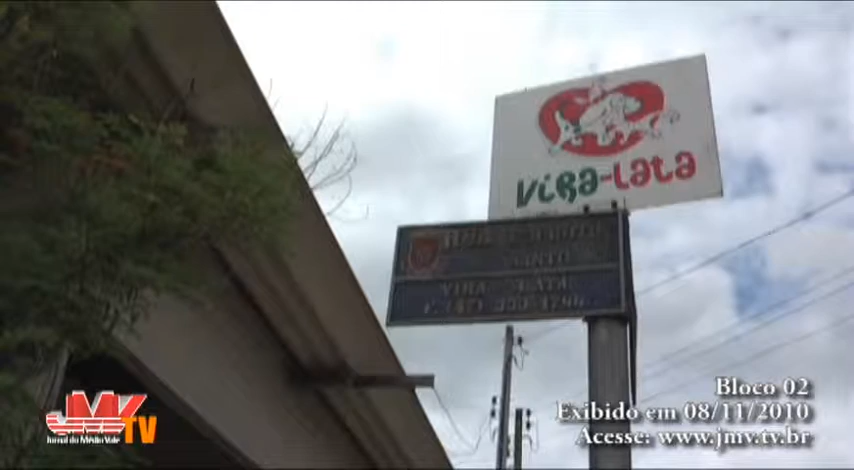 VIRA-LATA
RUA
VIRA LATA
JMV
TV
Jornal do Médio Vale
Bloco 02
Exibido em 08/11/2010
Acesse: www.jmv.tv.br